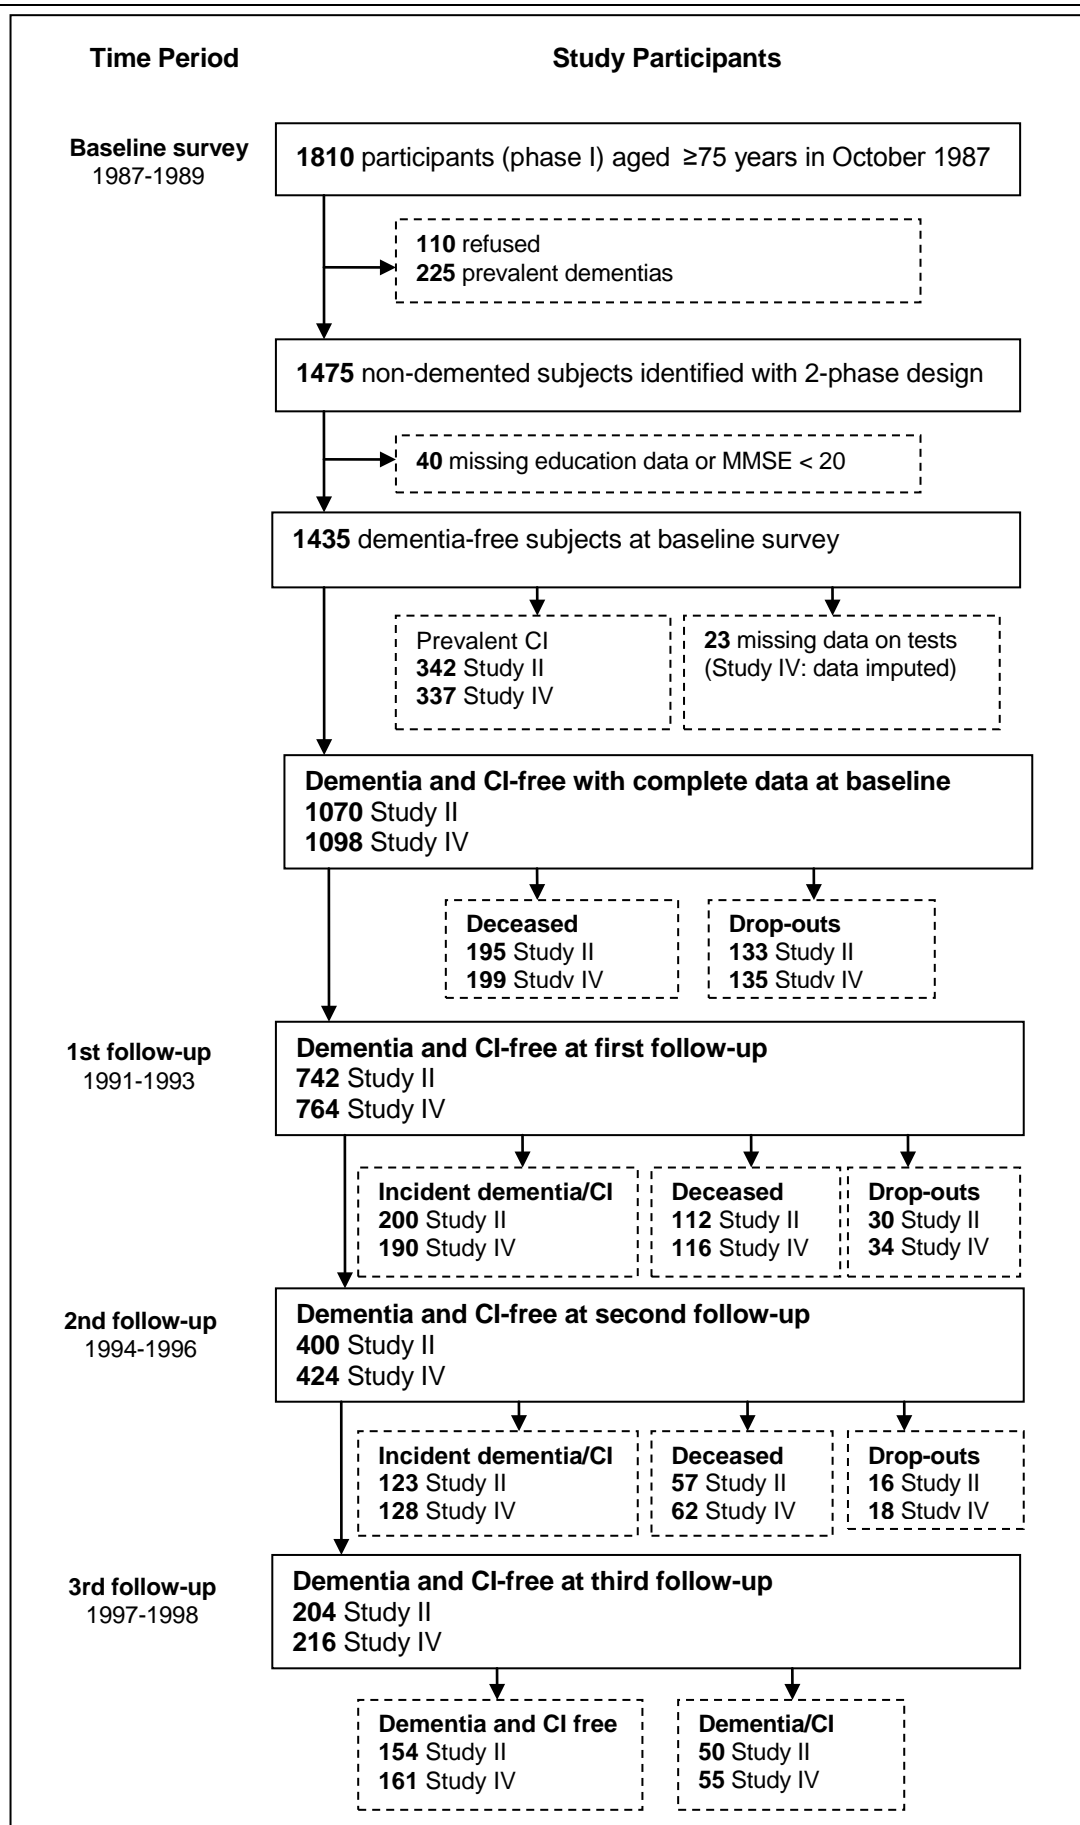 Time Period
Study Participants
Baseline survey
1987-1989
1810 participants (phase I) aged ≥75 years in October 1987
110 refused
225 prevalent dementias
1475 non-demented subjects identified with 2-phase design
40 missing education data or MMSE < 20
1435 dementia-free subjects at baseline survey
Prevalent CI
342 Study II
337 Study IV
23 missing data on tests
(Study IV: data imputed)
Dementia and CI-free with complete data at baseline
1070 Study II
1098 Study IV
Deceased
195 Study II
199 Study IV
Drop-outs
133 Study II
135 Study IV
1st follow-up
1991-1993
Dementia and CI-free at first follow-up
742 Study II
764 Study IV
Incident dementia/CI
200 Study II
190 Study IV
Deceased
112 Study II
116 Study IV
Drop-outs
30 Study II
34 Study IV
2nd follow-up
1994-1996
Dementia and CI-free at second follow-up
400 Study II
424 Study IV
Incident dementia/CI
123 Study II
128 Study IV
Deceased
57 Study II
62 Study IV
Drop-outs
16 Study II
18 Study IV
3rd follow-up
1997-1998
Dementia and CI-free at third follow-up
204 Study II
216 Study IV
Dementia and CI free
154 Study II
161 Study IV
Dementia/CI
50 Study II
55 Study IV